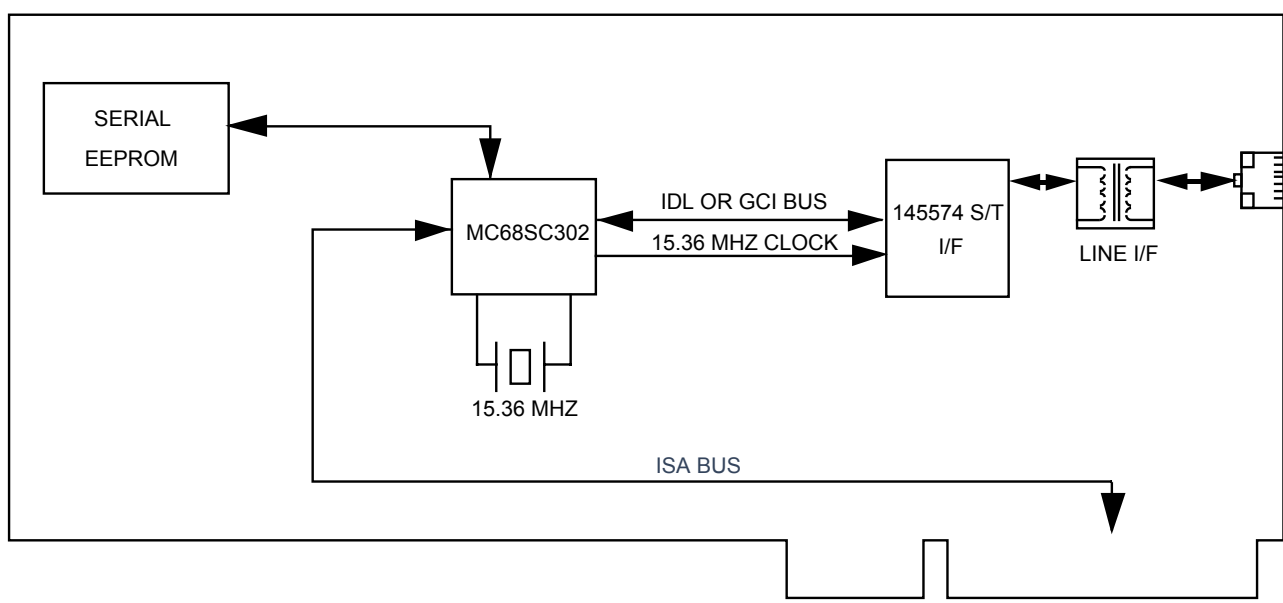 SERIAL
EEPROM
MC68SC302
IDL OR GCI BUS
15.36 MHZ CLOCK
145574 S/T
I/F
LINE I/F
15.36 MHZ
ISA BUS